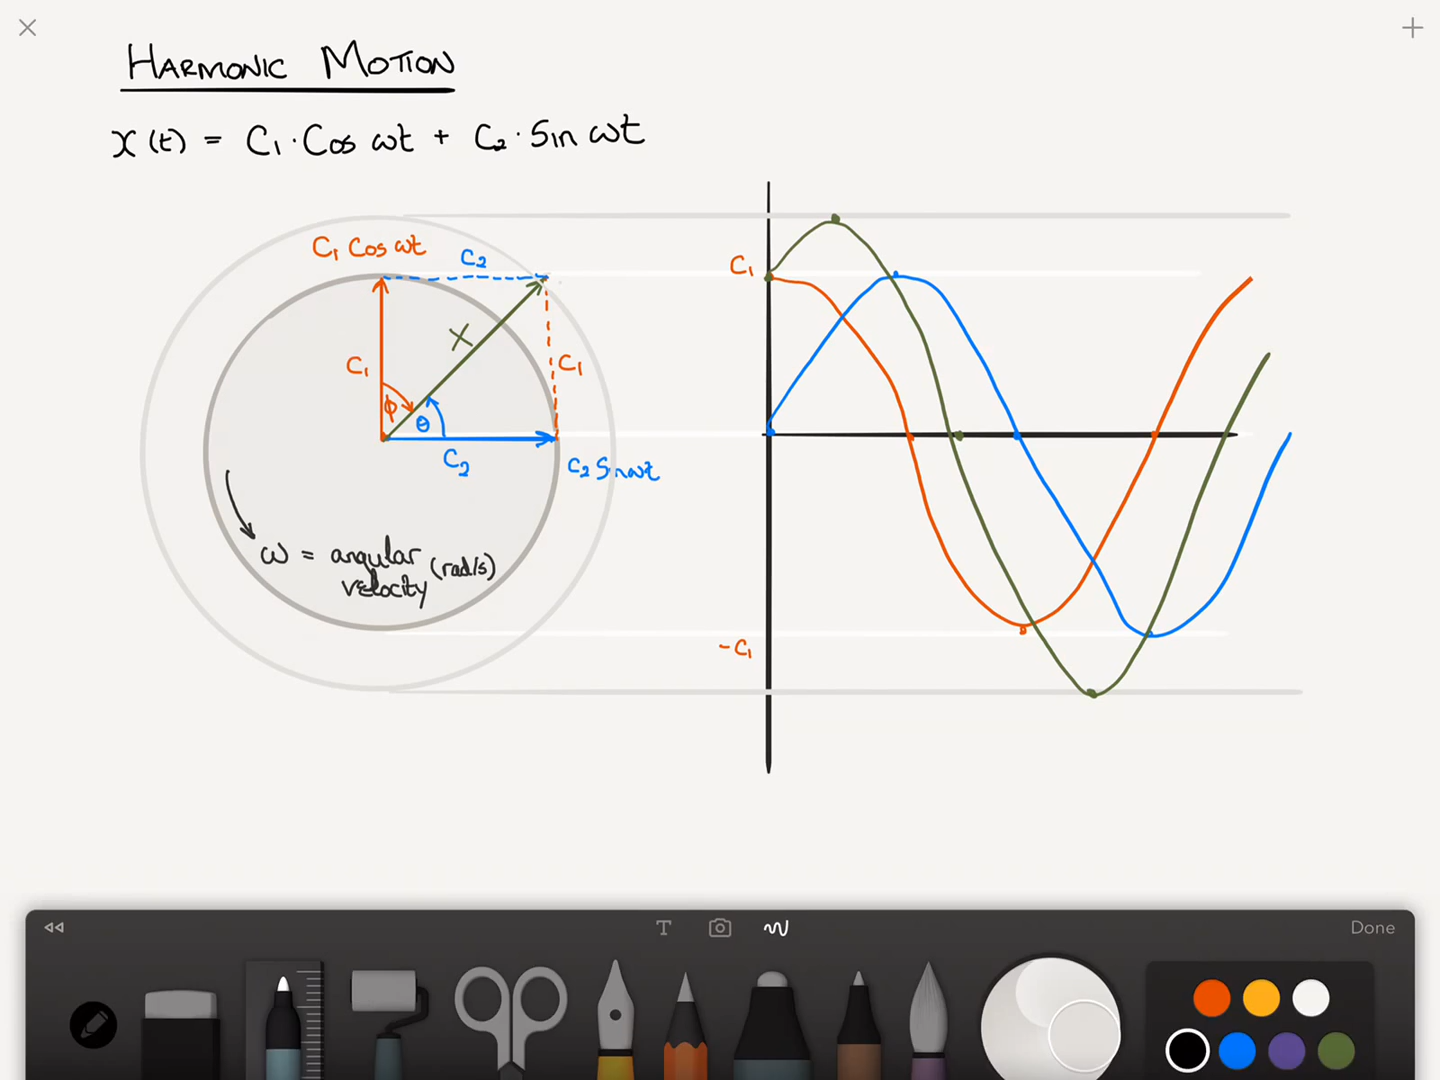 HARMONIC MOTION
x(t) = C₁·Cos ωt + C₂·Sin ωt
C₁ Cos ωt
C₂
C₁
X
C₁
ϕ
θ
C₂
C₂ Sin ωt
ω = angular velocity (rad/s)
C₁
-C₁
T
Done